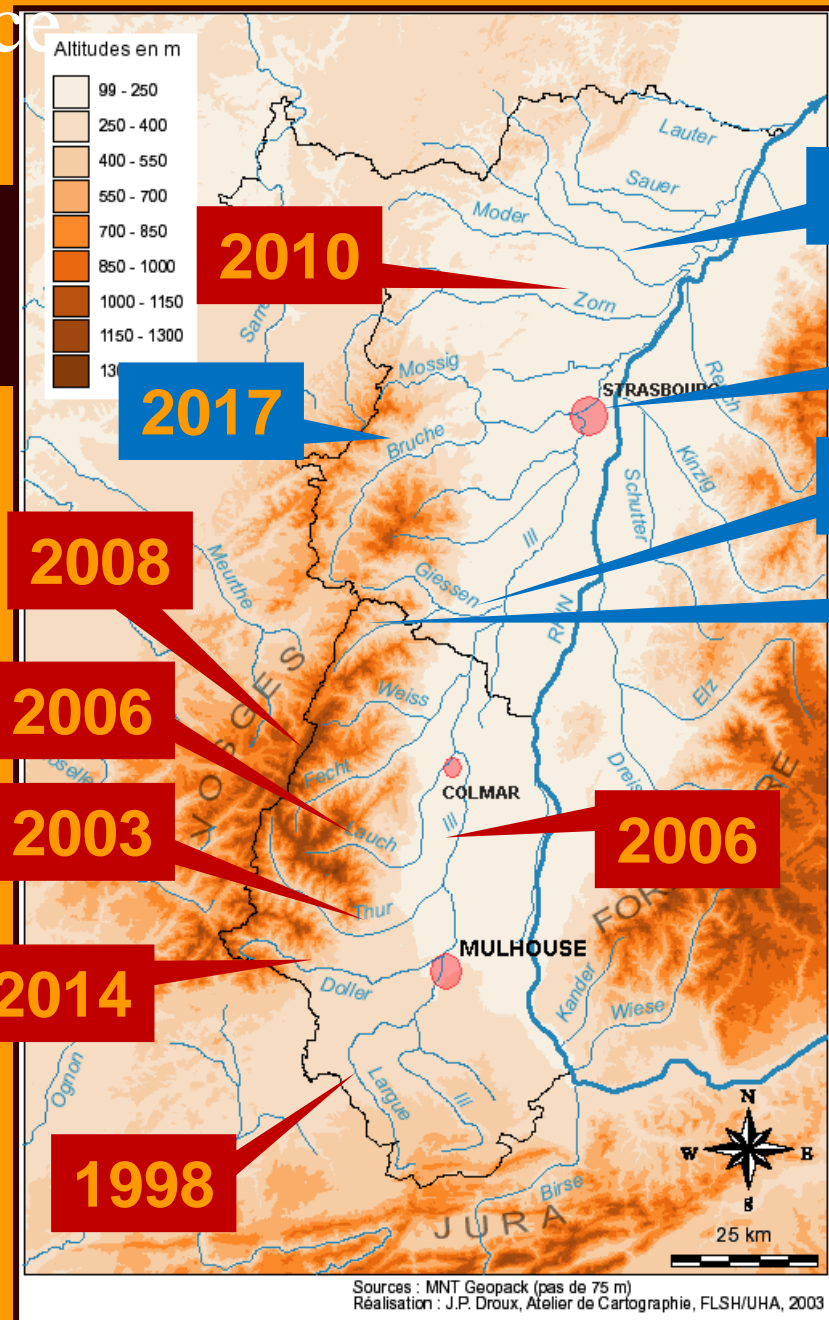 ce
Altitudes en m
99 - 250
250 - 400
400 - 550
550 - 700
700 - 850
850 - 1000
1000 - 1150
1150 - 1300
Lauter
Sauer
Moder
2010
Zorn
Sarre
Mossig
Rench
STRASBOURG
2017
Bruche
Kinzig
Schutter
Ill
2008
Meurthe
Giessen
RHIN
VOSGES
Weiss
Elz
2006
Fecht
COLMAR
2003
Lauch
Ill
2006
Thur
MULHOUSE
2014
Doller
Kander
Wiese
Ognon
Largue
Ill
N
W
E
S
1998
Birse
JURA
25 km
Sources : MNT Geopack (pas de 75 m)
Réalisation : J.P. Droux, Atelier de Cartographie, FLSH/UHA, 2003